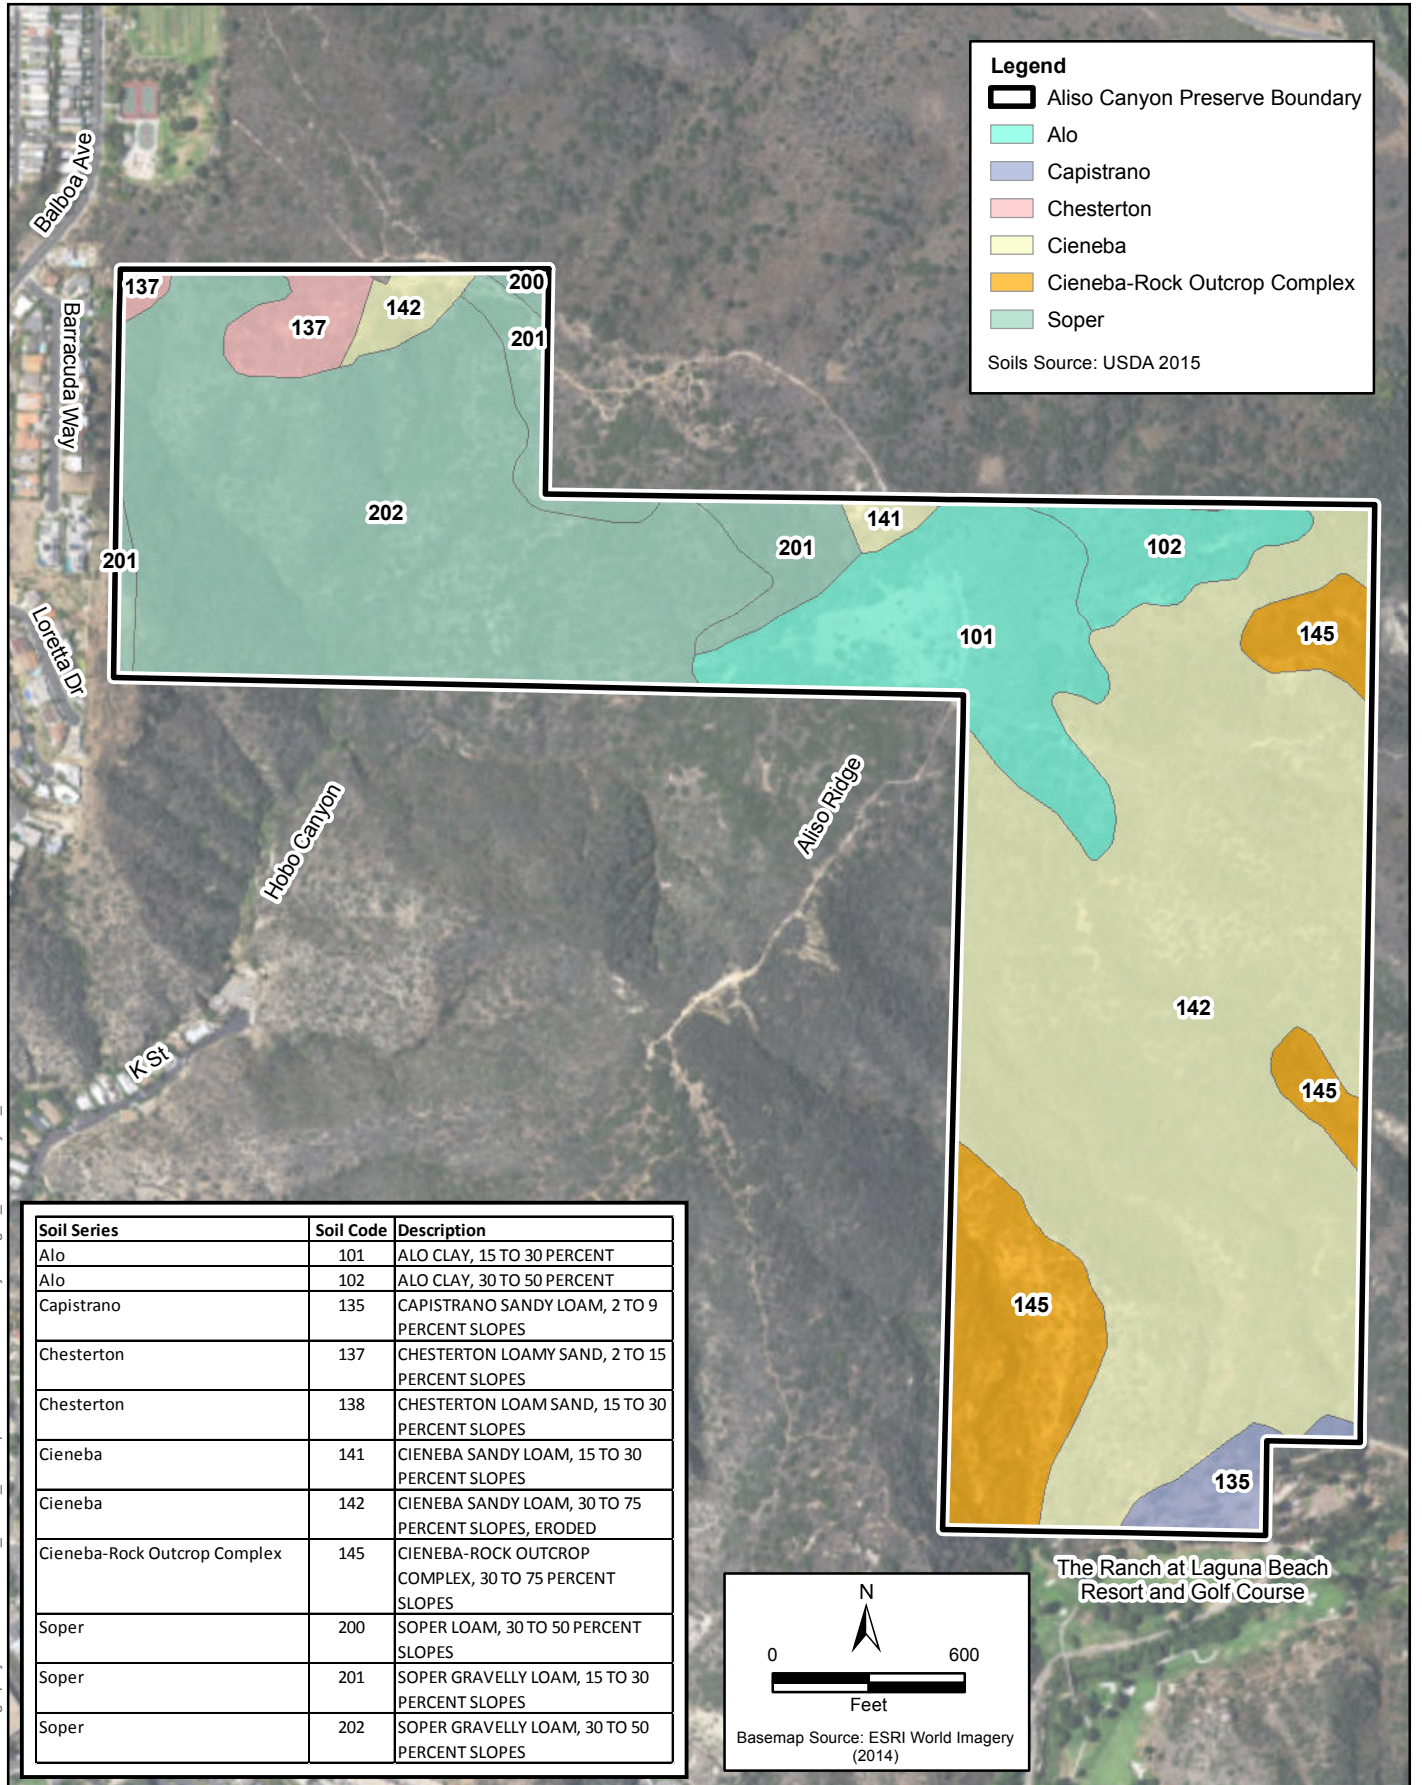 Legend
Aliso Canyon Preserve Boundary
Alo
Capistrano
Chesterton
Cieneba
Cieneba-Rock Outcrop Complex
Soper
Soils Source: USDA 2015
Balboa Ave
Barracuda Way
Loretta Dr
Hobo Canyon
K St
Aliso Ridge
137
137
142
200
201
202
201
201
141
102
101
145
142
145
145
135
The Ranch at Laguna Beach
Resort and Golf Course
Soil Series Soil Code Description
Alo 101 ALO CLAY, 15 TO 30 PERCENT
Alo 102 ALO CLAY, 30 TO 50 PERCENT
Capistrano 135 CAPISTRANO SANDY LOAM, 2 TO 9
PERCENT SLOPES
Chesterton 137 CHESTERTON LOAMY SAND, 2 TO 15
PERCENT SLOPES
Chesterton 138 CHESTERTON LOAM SAND, 15 TO 30
PERCENT SLOPES
Cieneba 141 CIENEBA SANDY LOAM, 15 TO 30
PERCENT SLOPES
Cieneba 142 CIENEBA SANDY LOAM, 30 TO 75
PERCENT SLOPES, ERODED
Cieneba-Rock Outcrop Complex 145 CIENEBA-ROCK OUTCROP
COMPLEX, 30 TO 75 PERCENT
SLOPES
Soper 200 SOPER LOAM, 30 TO 50 PERCENT
SLOPES
Soper 201 SOPER GRAVELLY LOAM, 15 TO 30
PERCENT SLOPES
Soper 202 SOPER GRAVELLY LOAM, 30 TO 50
PERCENT SLOPES
N
0 600
Feet
Basemap Source: ESRI World Imagery
(2014)